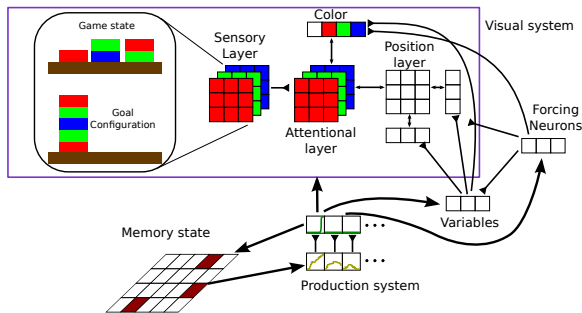 Game state
Goal
Configuration
Sensory
Layer
Color
Attentional
layer
Position
layer
Visual system
Forcing
Neurons
Variables
Memory state
Production system